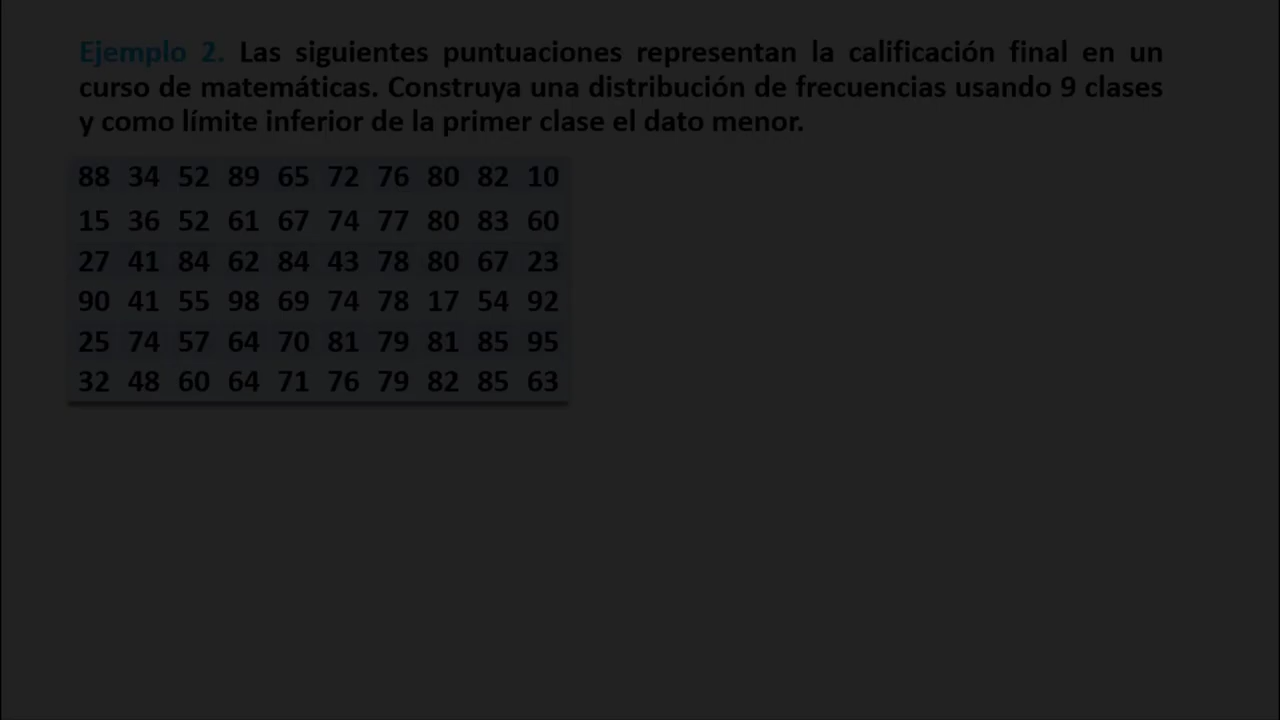 Ejemplo 2. Las siguientes puntuaciones representan la calificación final en un
curso de matemáticas. Construya una distribución de frecuencias usando 9 clases
y como límite inferior de la primer clase el dato menor.
88 34 52 89 65 72 76 80 82 10
15 36 52 61 67 74 77 80 83 60
27 41 84 62 84 43 78 80 67 23
90 41 55 98 69 74 78 17 54 92
25 74 57 64 70 81 79 81 85 95
32 48 60 64 71 76 79 82 85 63